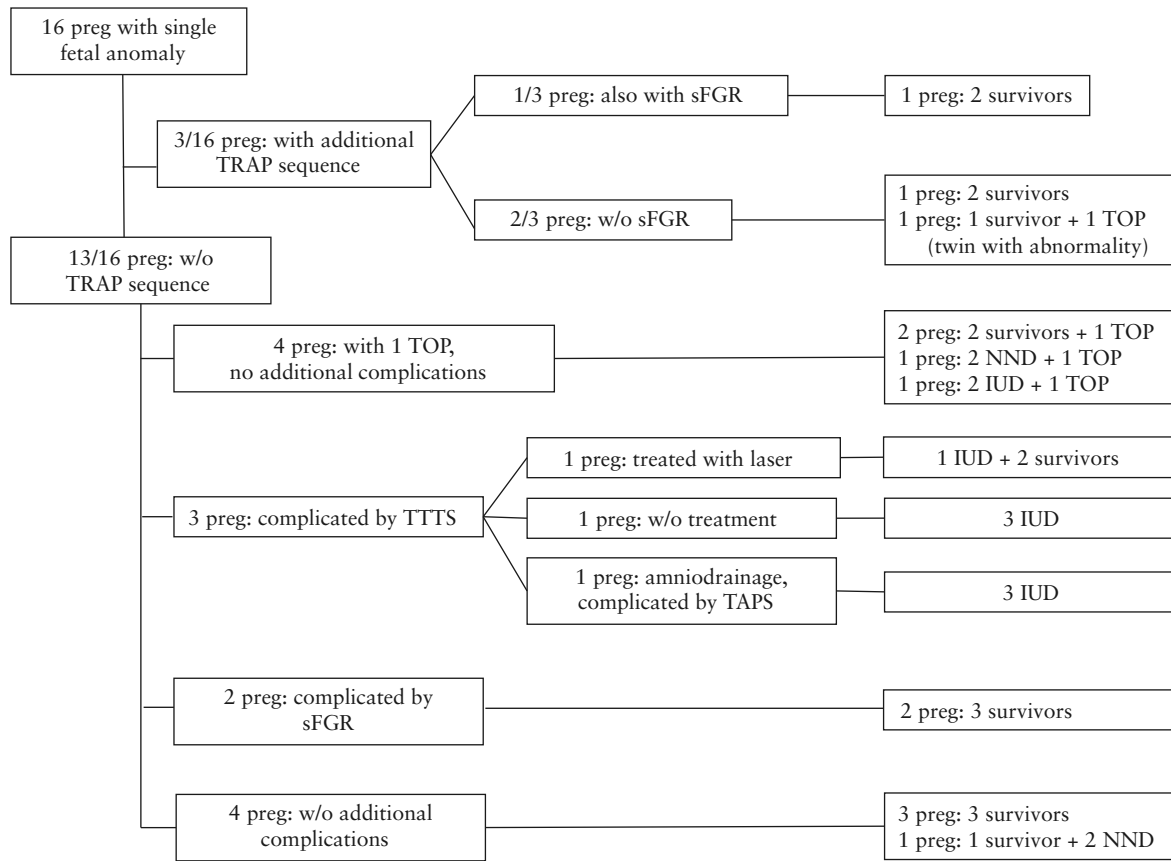 16 preg with single
fetal anomaly
1/3 preg: also with sFGR
1 preg: 2 survivors
3/16 preg: with additional
TRAP sequence
2/3 preg: w/o sFGR
1 preg: 2 survivors
1 preg: 1 survivor + 1 TOP
(twin with abnormality)
13/16 preg: w/o
TRAP sequence
4 preg: with 1 TOP,
no additional complications
2 preg: 2 survivors + 1 TOP
1 preg: 2 NND + 1 TOP
1 preg: 2 IUD + 1 TOP
3 preg: complicated by TTTS
1 preg: treated with laser
1 IUD + 2 survivors
1 preg: w/o treatment
3 IUD
1 preg: amniodrainage,
complicated by TAPS
3 IUD
2 preg: complicated by
sFGR
2 preg: 3 survivors
4 preg: w/o additional
complications
3 preg: 3 survivors
1 preg: 1 survivor + 2 NND